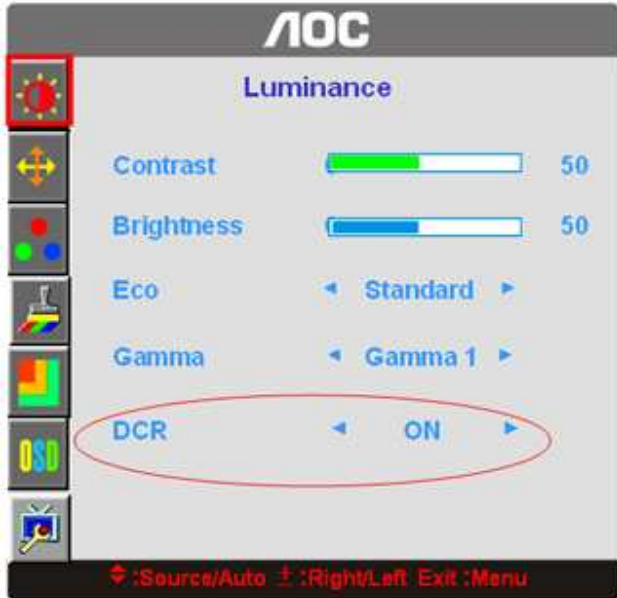 AOC
Luminance
Contrast 50
Brightness 50
Eco ◄ Standard ►
Gamma ◄ Gamma 1 ►
DCR ◄ ON ►
OSD
:Source/Auto ± :Right/Left Exit :Menu